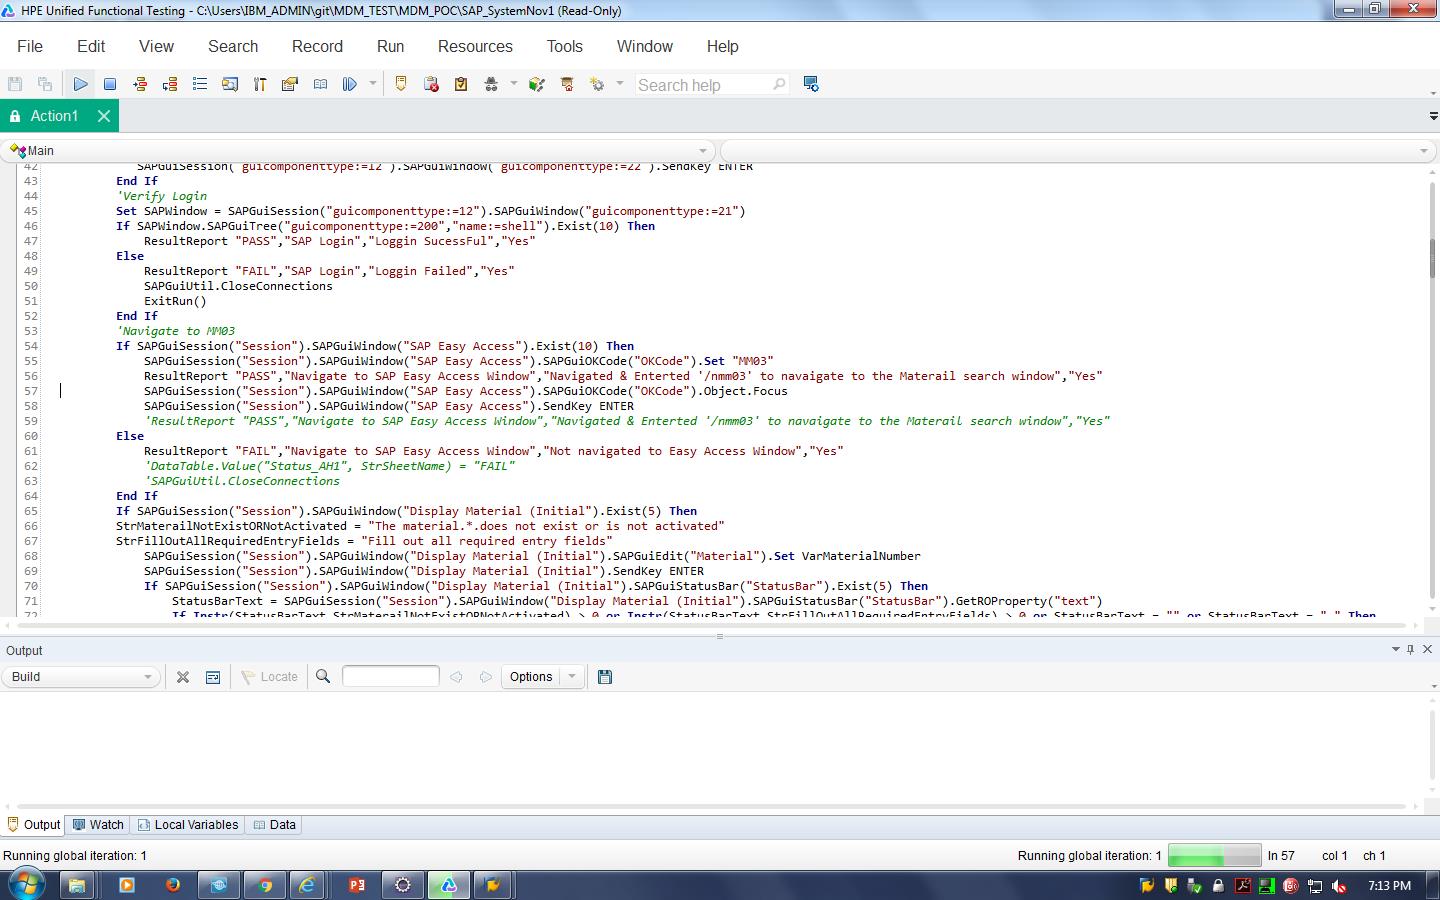 HPE Unified Functional Testing - C:\Users\IBM_ADMIN\git\MDM_TEST\MDM_POC\SAP_SystemNov1 (Read-Only)
File Edit View Search Record Run Resources Tools Window Help
Search help
Action1
Main
42 SAPGuiSession("guicomponenttype:=12").SAPGuiWindow("guicomponenttype:=22").SendKey ENTER
43 End If
44 'Verify Login
45 Set SAPWindow = SAPGuiSession("guicomponenttype:=12").SAPGuiWindow("guicomponenttype:=21")
46 If SAPWindow.SAPGuiTree("guicomponenttype:=200","name:=shell").Exist(10) Then
47 ResultReport "PASS","SAP Login","Loggin SucessFul","Yes"
48 Else
49 ResultReport "FAIL","SAP Login","Loggin Failed","Yes"
50 SAPGuiUtil.CloseConnections
51 ExitRun()
52 End If
53 'Navigate to MM03
54 If SAPGuiSession("Session").SAPGuiWindow("SAP Easy Access").Exist(10) Then
55 SAPGuiSession("Session").SAPGuiWindow("SAP Easy Access").SAPGuiOKCode("OKCode").Set "MM03"
56 ResultReport "PASS","Navigate to SAP Easy Access Window","Navigated & Enterted '/nmm03' to navaigate to the Materail search window","Yes"
57 SAPGuiSession("Session").SAPGuiWindow("SAP Easy Access").SAPGuiOKCode("OKCode").Object.Focus
58 SAPGuiSession("Session").SAPGuiWindow("SAP Easy Access").SendKey ENTER
59 'ResultReport "PASS","Navigate to SAP Easy Access Window","Navigated & Enterted '/nmm03' to navaigate to the Materail search window","Yes"
60 Else
61 ResultReport "FAIL","Navigate to SAP Easy Access Window","Not navigated to Easy Access Window","Yes"
62 'DataTable.Value("Status_AH1", StrSheetName) = "FAIL"
63 'SAPGuiUtil.CloseConnections
64 End If
65 If SAPGuiSession("Session").SAPGuiWindow("Display Material (Initial").Exist(5) Then
66 StrMaterailNotExistORNotActivated = "The material.*.does not exist or is not activated"
67 StrFillOutAllRequiredEntryFields = "Fill out all required entry fields"
68 SAPGuiSession("Session").SAPGuiWindow("Display Material (Initial").SAPGuiEdit("Material").Set VarMaterialNumber
69 SAPGuiSession("Session").SAPGuiWindow("Display Material (Initial").SendKey ENTER
70 If SAPGuiSession("Session").SAPGuiWindow("Display Material (Initial").SAPGuiStatusBar("StatusBar").Exist(5) Then
71 StatusBarText = SAPGuiSession("Session").SAPGuiWindow("Display Material (Initial").SAPGuiStatusBar("StatusBar").GetROProperty("text")
72 If Instr(StatusBarText,StrMaterailNotExistORNotActivated) > 0 or Instr(StatusBarText,StrFillOutAllRequiredEntryFields) > 0 or StatusBarText = "" or StatusBarText = " " Then
Output
Build Locate Options
Output Watch Local Variables Data
Running global iteration: 1 Running global iteration: 1 ln 57 col 1 ch 1
7:13 PM